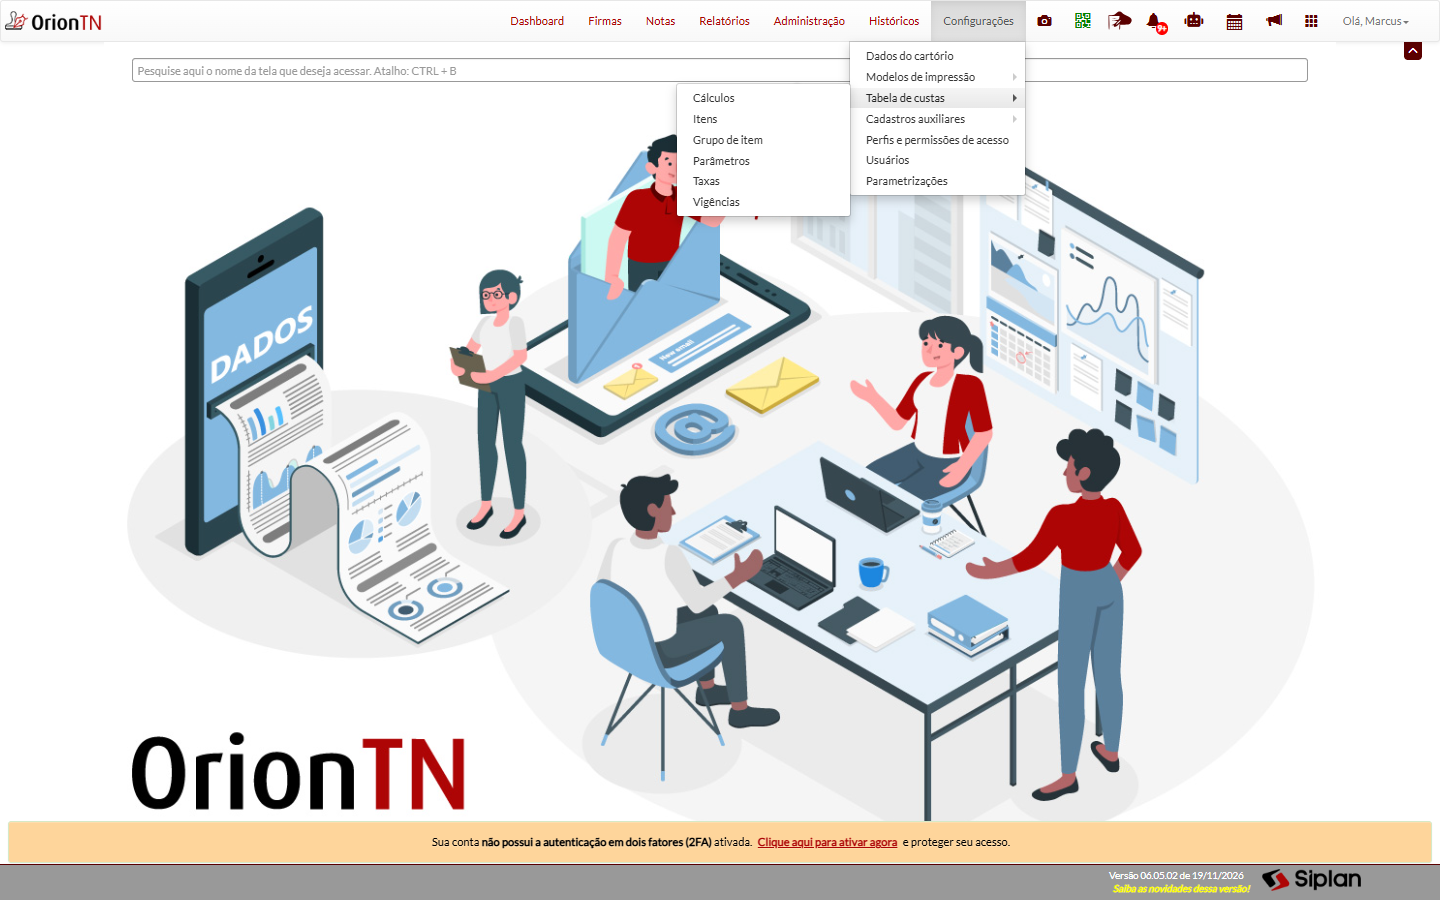 OrionTN
Dashboard
Firmas
Notas
Relatórios
Administração
Históricos
Configurações
9+
Olá, Marcus
Pesquise aqui o nome da tela que deseja acessar. Atalho: CTRL + B
Dados do cartório
Modelos de impressão
Tabela de custas
Cadastros auxiliares
Perfis e permissões de acesso
Usuários
Parametrizações
Cálculos
Itens
Grupo de item
Parâmetros
Taxas
Vigências
DADOS
New email
@
OrionTN
Sua conta não possui a autenticação em dois fatores (2FA) ativada. Clique aqui para ativar agora e proteger seu acesso.
Versão 06.05.02 de 19/11/2026
Saiba as novidades dessa versão!
Siplan